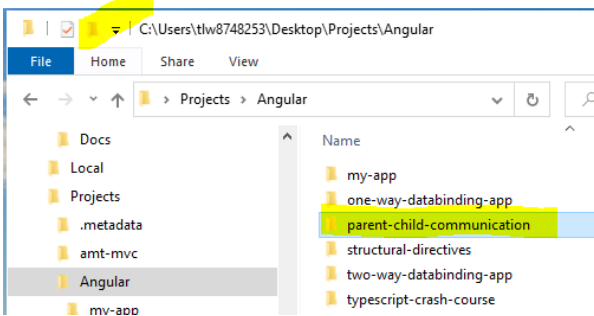 C:\Users\tlw8748253\Desktop\Projects\Angular
File Home Share View
Projects > Angular
Docs
Local
Projects
.metadata
amt-mvc
Angular
my-app
Name
my-app
one-way-databinding-app
parent-child-communication
structural-directives
two-way-databinding-app
typescript-crash-course